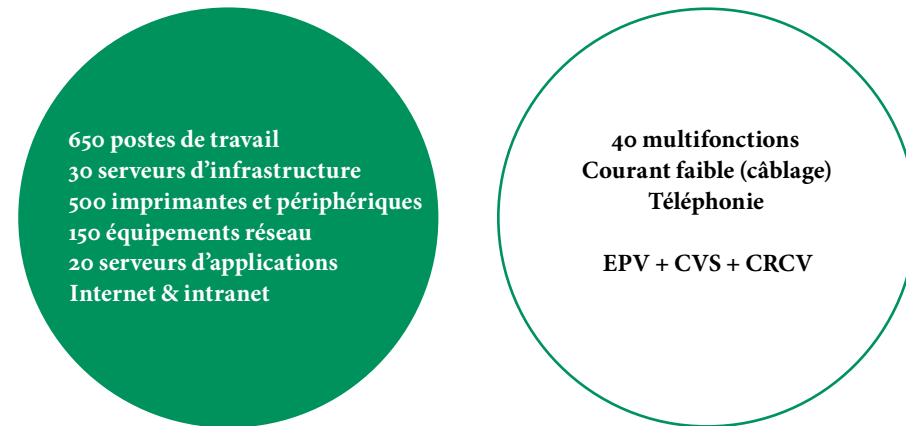 650 postes de travail
30 serveurs d’infrastructure
500 imprimantes et périphériques
150 équipements réseau
20 serveurs d’applications
Internet & intranet
40 multifonctions
Courant faible (câblage)
Téléphonie
EPV + CVS + CRCV